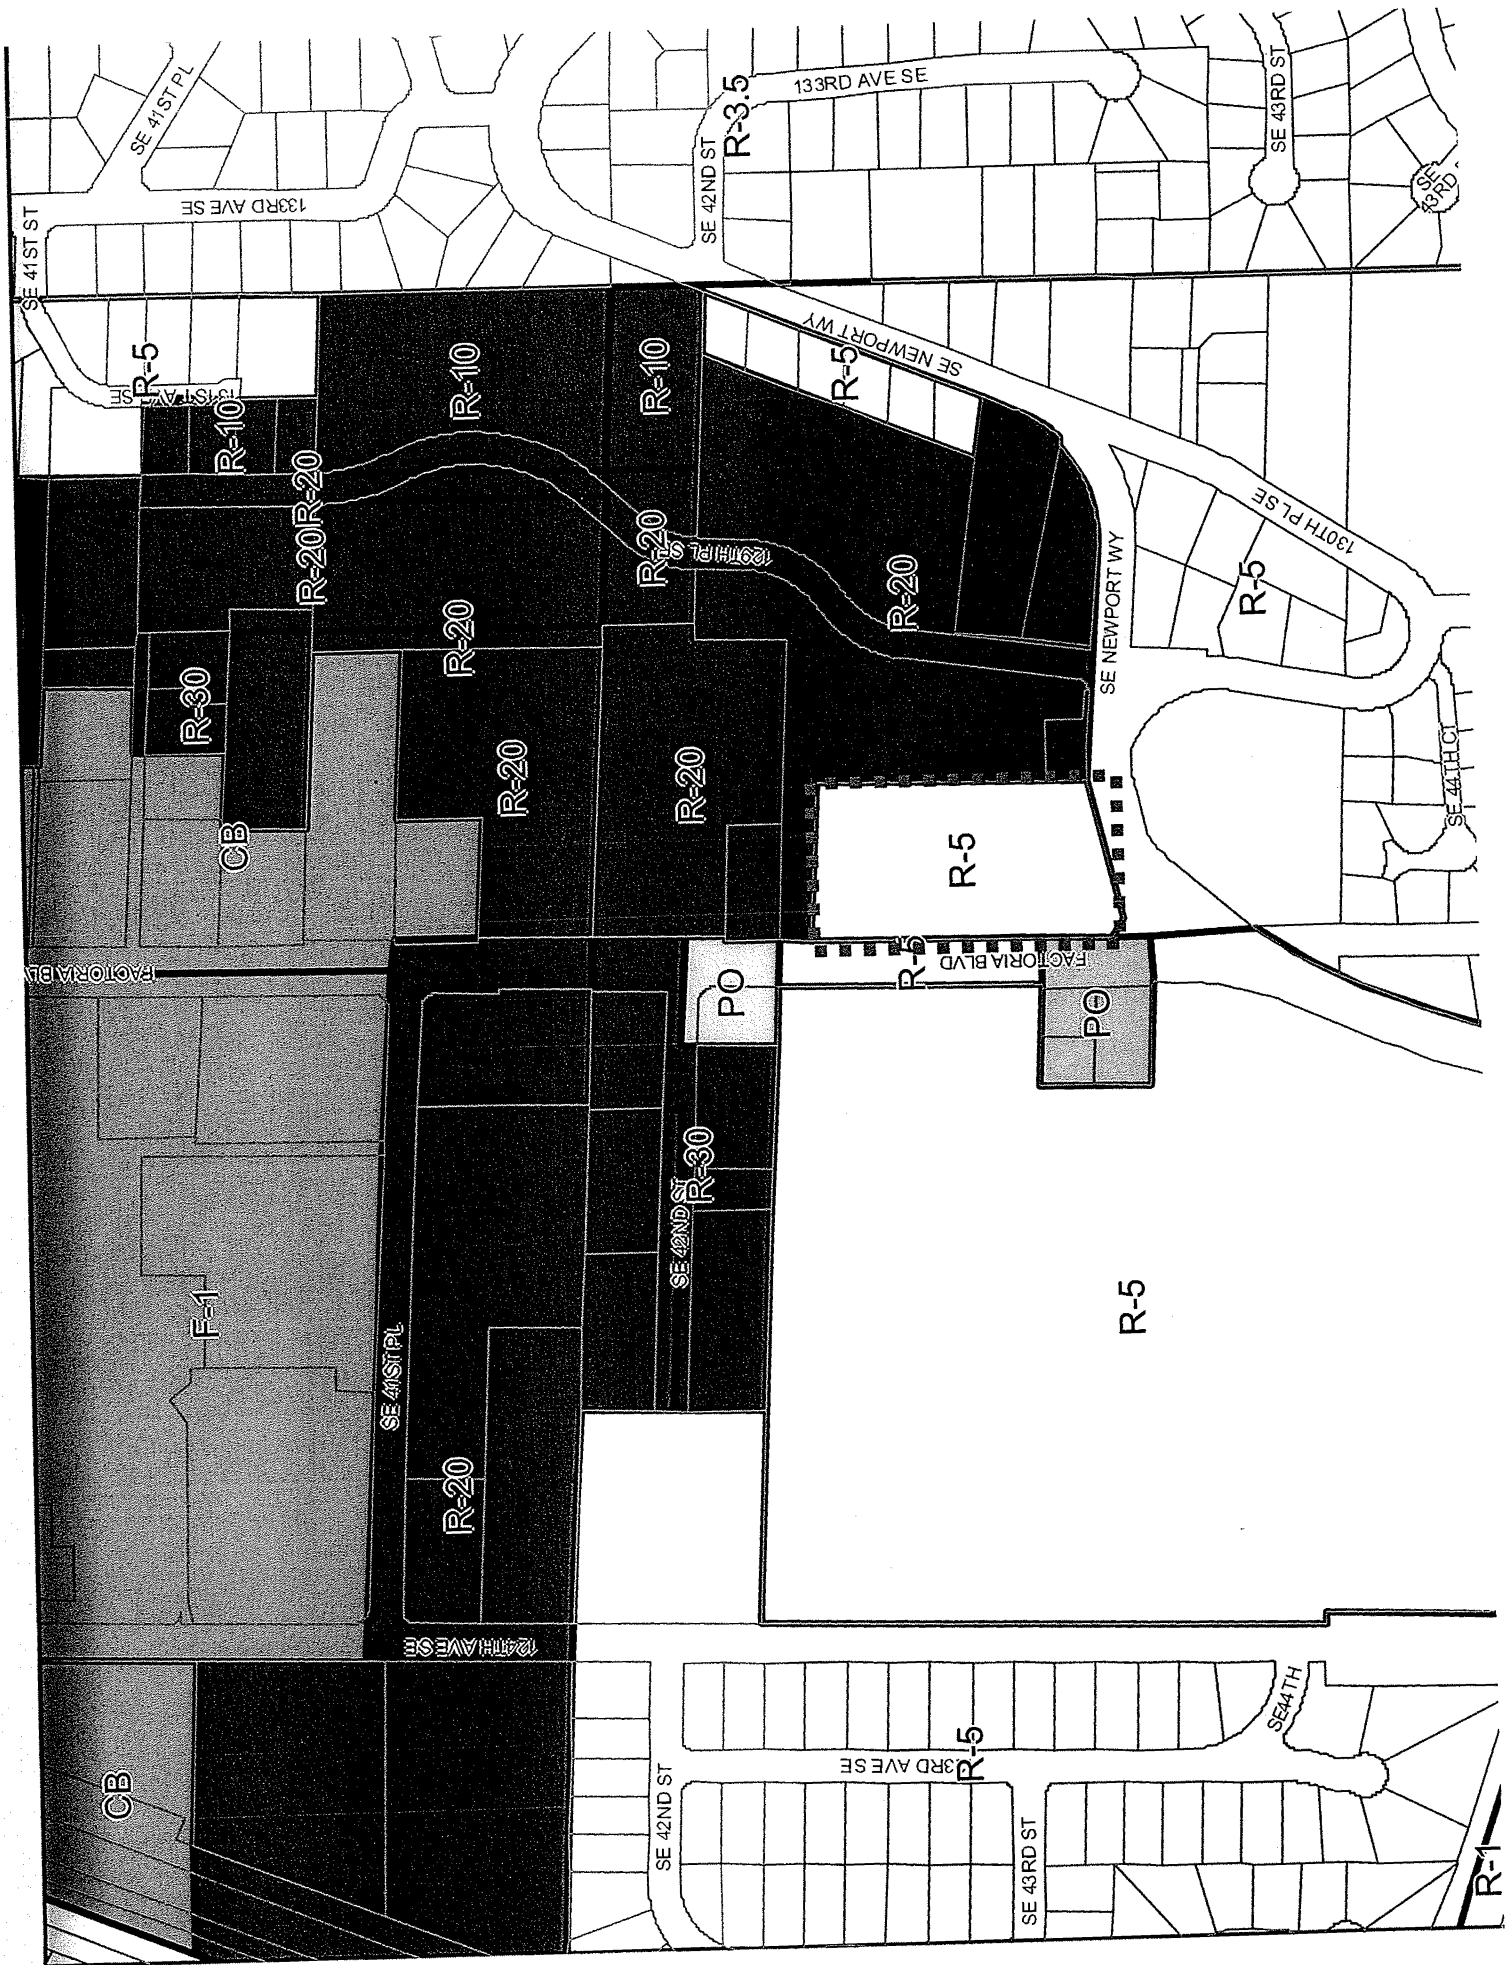 SE 41ST PL
133RD AVE SE
SE 43RD ST
R-3.5
SE 42ND ST
SE 43RD
133RD AVE SE
SE 41ST ST
R-5
R-10
R-10
R-10
SE NEWPORT WY
R-5
R-20
R-20
R-20
R-20
R-20
SE NEWPORT WY
130TH PL SE
R-5
R-30
R-20
R-20
SE 44TH CT
CB
R-5
FACTORIA
R-5
FACTORIA BLVD
PO
PO
R-30
SE 42ND ST
F-1
SE 41ST PL
R-5
R-20
124TH AVE SE
SE 44TH
CB
R-5
SE 42ND ST
SE 43RD ST
R-1